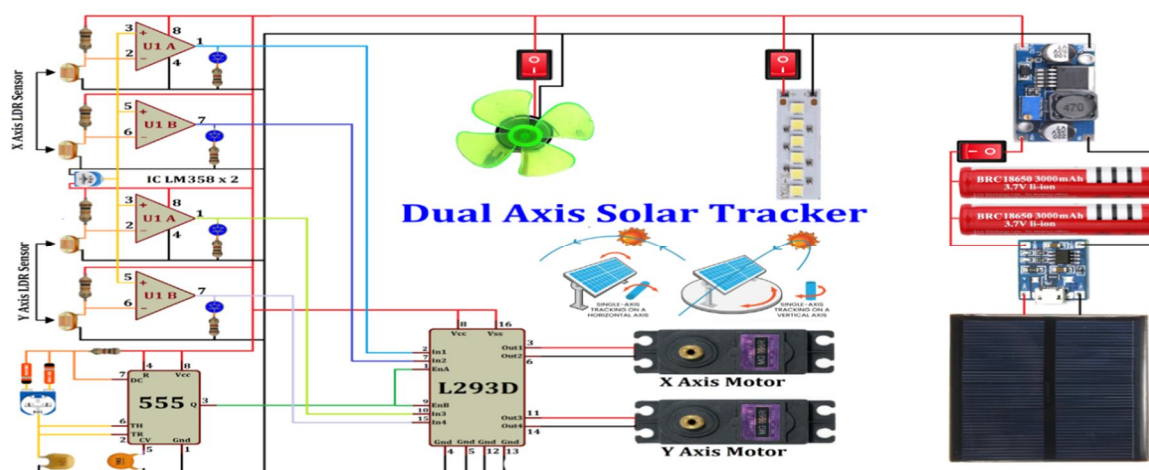 X Axis LDR Sensor
3
8
U1 A
1
2
4
5
U1 B
7
6
IC LM358 x 2
Y Axis LDR Sensor
3
8
U1 A
1
2
4
5
U1 B
7
6
4
8
R
Vcc
7
DC
555
Q
3
6
TH
2
TR
CV
Gnd
5
1
Dual Axis Solar Tracker
SINGLE-AXIS
TRACKING ON A
HORIZONTAL AXIS
SINGLE-AXIS
TRACKING ON A
VERTICAL AXIS
8
16
Vcc
Vss
2
In1
7
In2
1
EnA
L293D
9
EnB
10
In3
15
In4
Out1
3
Out2
6
Out3
11
Out4
14
Gnd
Gnd
Gnd
Gnd
4
5
12
13
X Axis Motor
Y Axis Motor
470
BRC 18650 3000mAh
3.7V li-ion
BRC 18650 3000mAh
3.7V li-ion